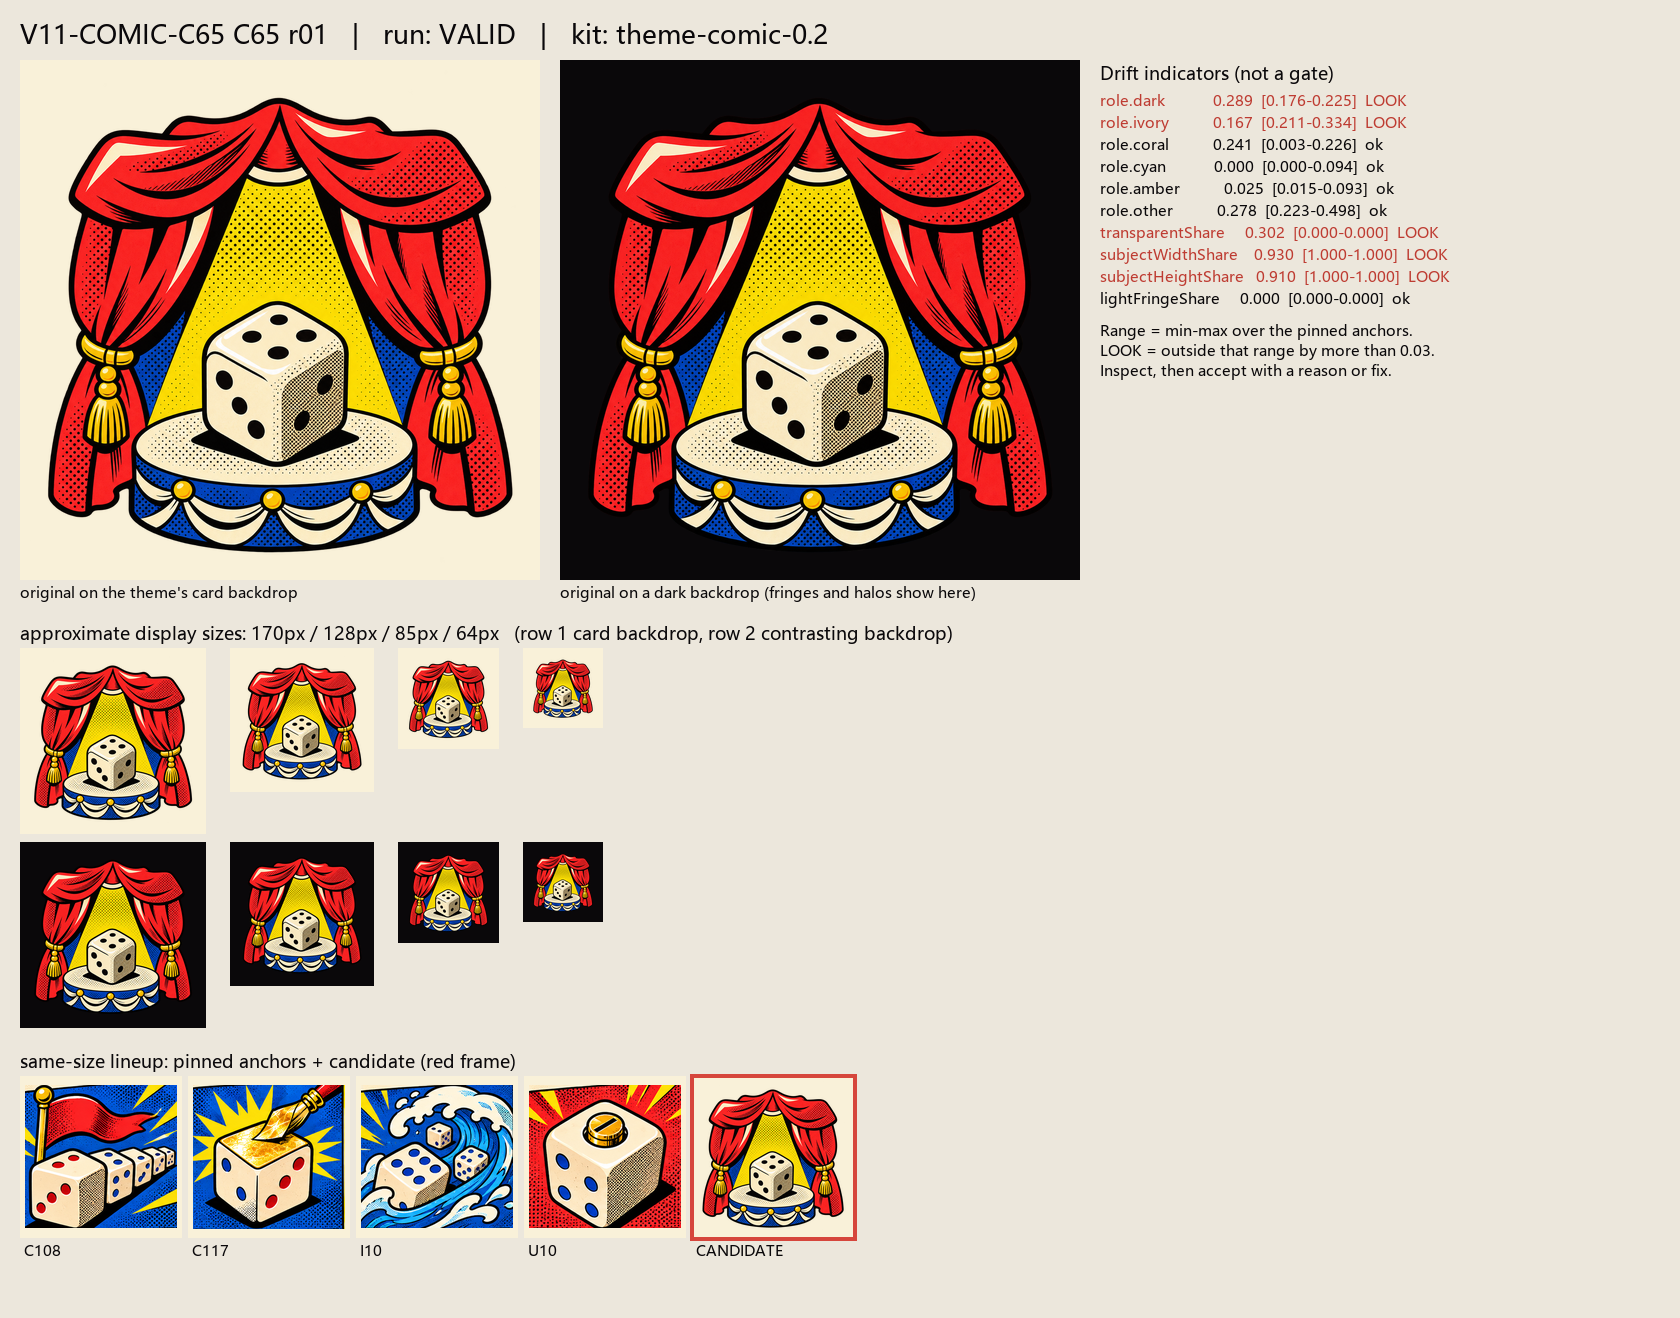 V11-COMIC-C65 C65 r01 | run: VALID | kit: theme-comic-0.2
Drift indicators (not a gate)
role.dark 0.289 [0.176-0.225] LOOK
role.ivory 0.167 [0.211-0.334] LOOK
role.coral 0.241 [0.003-0.226] ok
role.cyan 0.000 [0.000-0.094] ok
role.amber 0.025 [0.015-0.093] ok
role.other 0.278 [0.223-0.498] ok
transparentShare 0.302 [0.000-0.000] LOOK
subjectWidthShare 0.930 [1.000-1.000] LOOK
subjectHeightShare 0.910 [1.000-1.000] LOOK
lightFringeShare 0.000 [0.000-0.000] ok
Range = min-max over the pinned anchors.
LOOK = outside that range by more than 0.03.
Inspect, then accept with a reason or fix.
original on the theme's card backdrop
original on a dark backdrop (fringes and halos show here)
approximate display sizes: 170px / 128px / 85px / 64px (row 1 card backdrop, row 2 contrasting backdrop)
same-size lineup: pinned anchors + candidate (red frame)
C108
C117
I10
U10
CANDIDATE